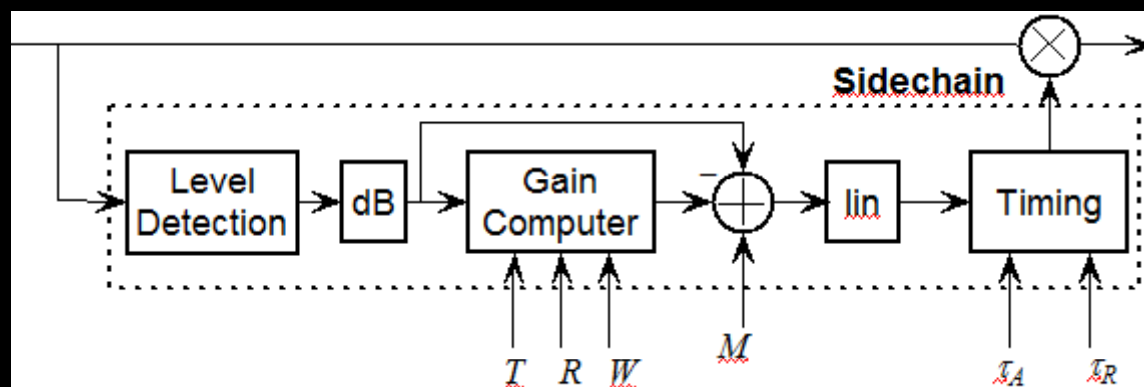 Sidechain
Level
Detection
dB
Gain
Computer
−
lin
Timing
T R W
M
τA τR